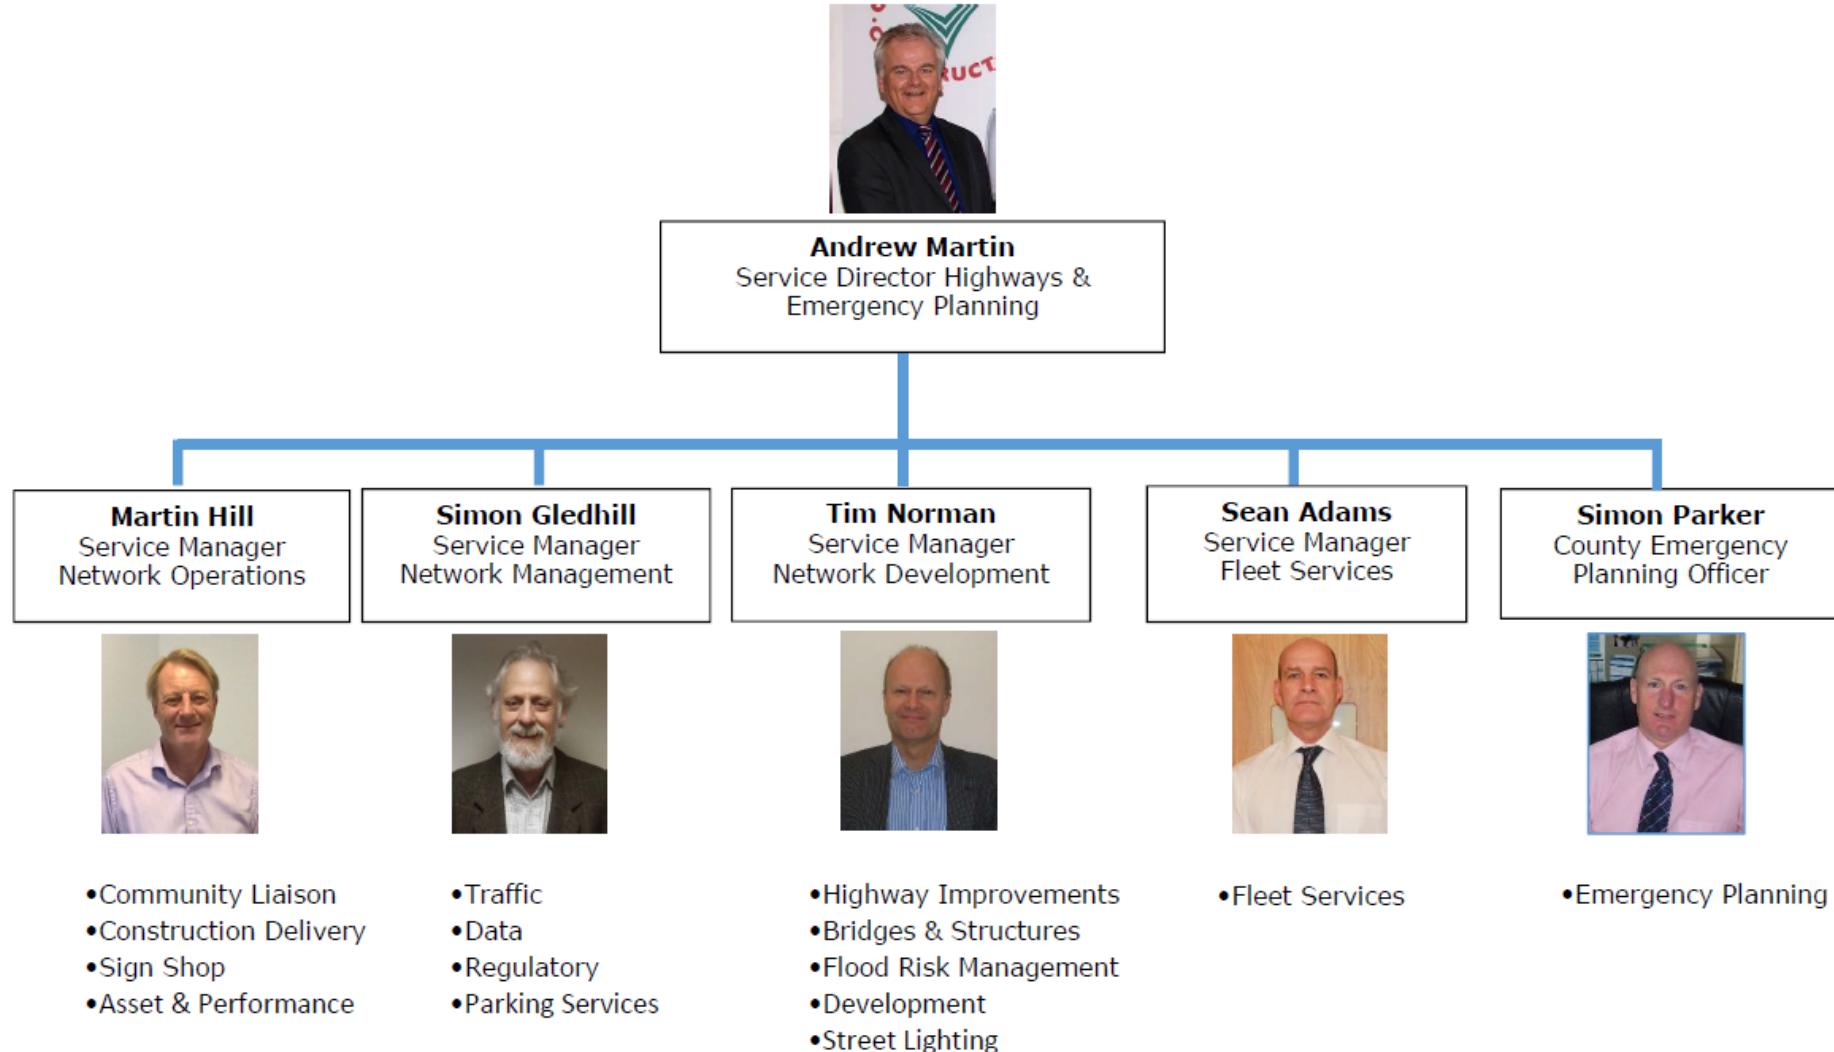 RUCT
Andrew Martin
Service Director Highways &
Emergency Planning
Martin Hill
Service Manager
Network Operations
Simon Gledhill
Service Manager
Network Management
Tim Norman
Service Manager
Network Development
Sean Adams
Service Manager
Fleet Services
Simon Parker
County Emergency
Planning Officer
•Community Liaison
•Construction Delivery
•Sign Shop
•Asset & Performance
•Traffic
•Data
•Regulatory
•Parking Services
•Highway Improvements
•Bridges & Structures
•Flood Risk Management
•Development
•Street Lighting
•Fleet Services
•Emergency Planning